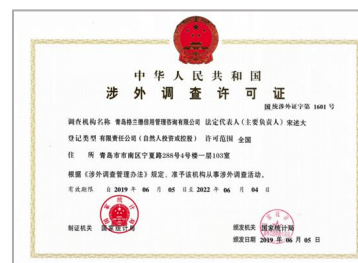 中华人民共和国
涉外调查许可证
国统涉外证字第 1601 号
调查机构名称 青岛格兰德信用管理咨询有限公司 法定代表人(主要负责人) 宋述大
登记类型 有限责任公司(自然人投资或控股) 许可范围 全国
住 所 青岛市市南区宁夏路288号4号楼一层103室
根据《涉外调查管理办法》规定,准予该机构从事涉外调查活动。
有效期限 自 2019 年 06 月 05 日至 2022 年 06 月 04 日
制证机关 国家统计局
颁发机关 国家统计局
颁发日期 2019 年 06 月 05 日